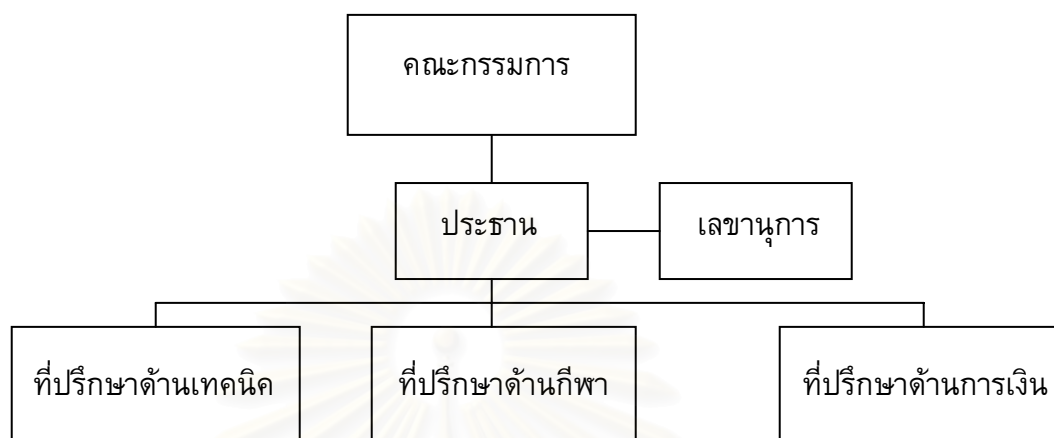 คณะกรรมการ
ประธาน
เลขานุการ
ที่ปรึกษาด้านเทคนิค
ที่ปรึกษาด้านกีฬา
ที่ปรึกษาด้านการเงิน